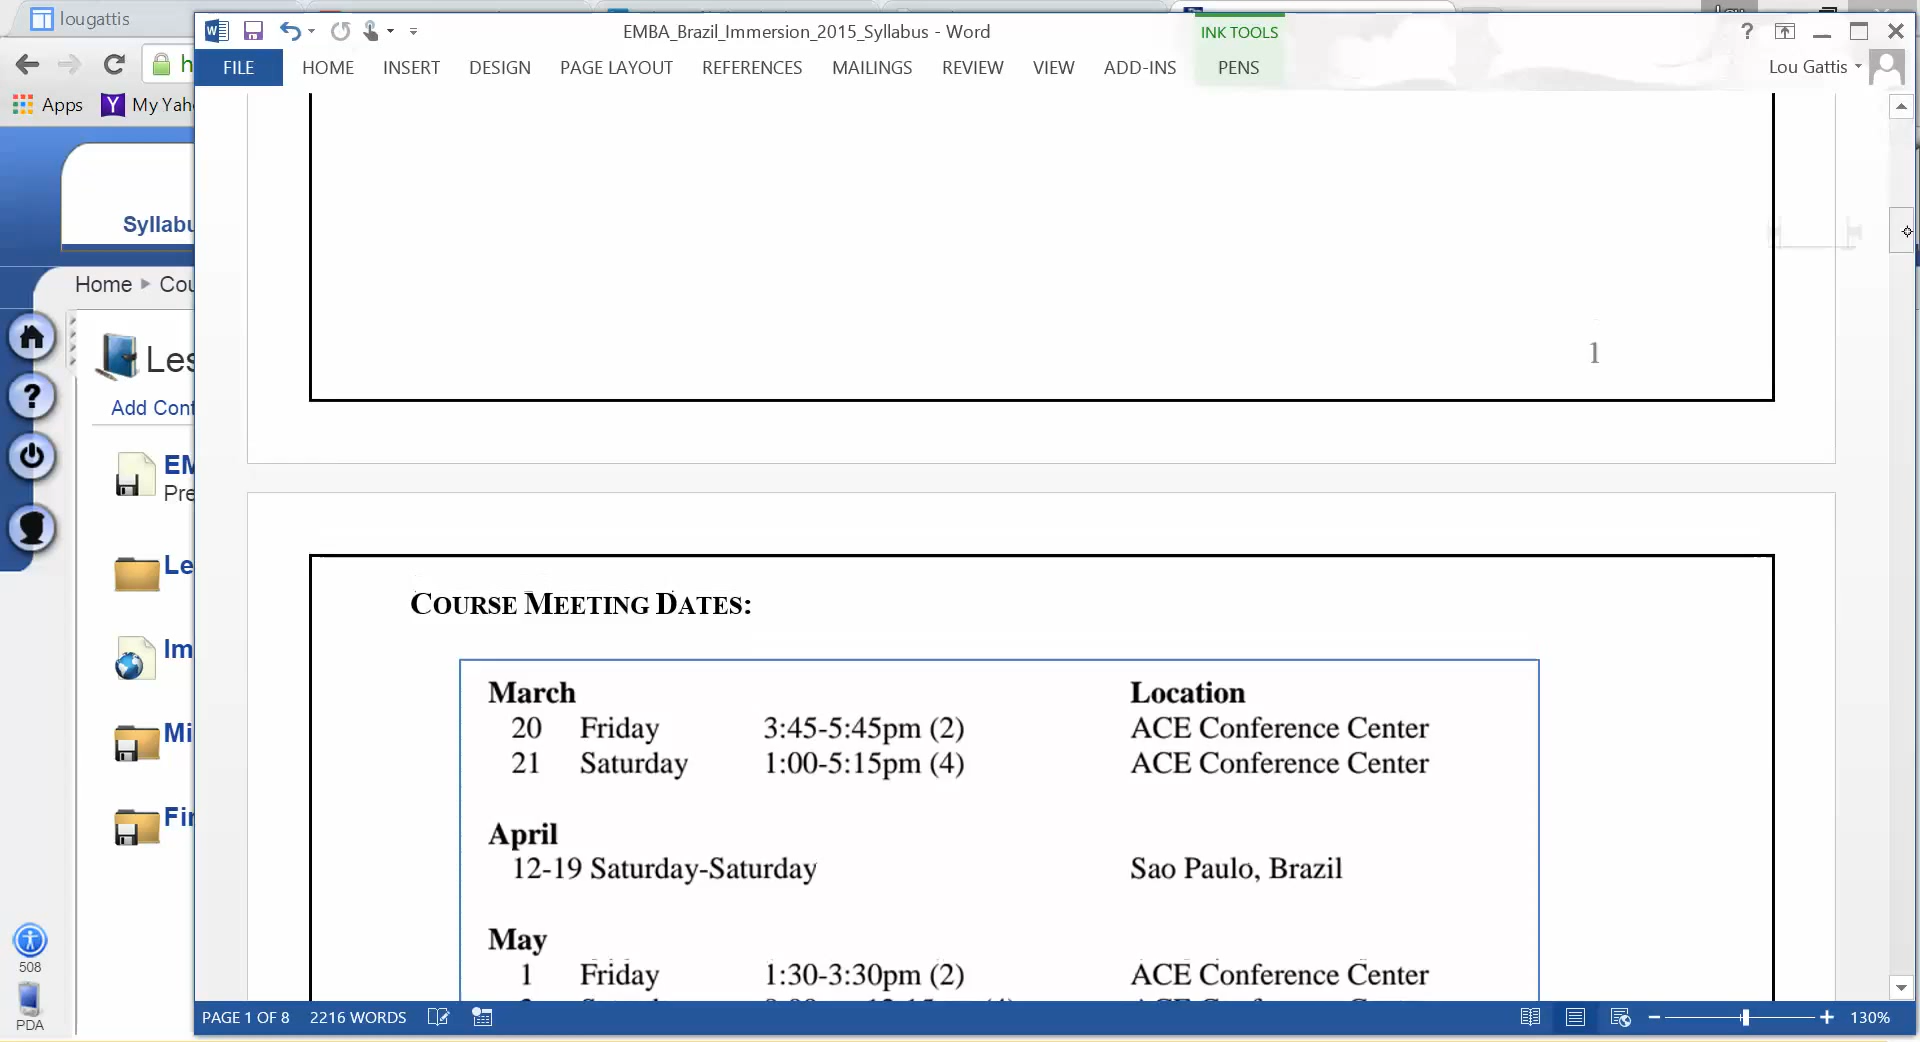 lougattis
EMBA_Brazil_Immersion_2015_Syllabus - Word
INK TOOLS
?
FILE HOME INSERT DESIGN PAGE LAYOUT REFERENCES MAILINGS REVIEW VIEW ADD-INS PENS
Lou Gattis
Apps
My Yah
Syllabu
Home
Cou
Les
Add Cont
EM
Pre
Le
Im
Mi
Fir
508
PDA
1
COURSE MEETING DATES:
March Location
20 Friday 3:45-5:45pm (2) ACE Conference Center
21 Saturday 1:00-5:15pm (4) ACE Conference Center
April
12-19 Saturday-Saturday Sao Paulo, Brazil
May
1 Friday 1:30-3:30pm (2) ACE Conference Center
PAGE 1 OF 8 2216 WORDS
130%